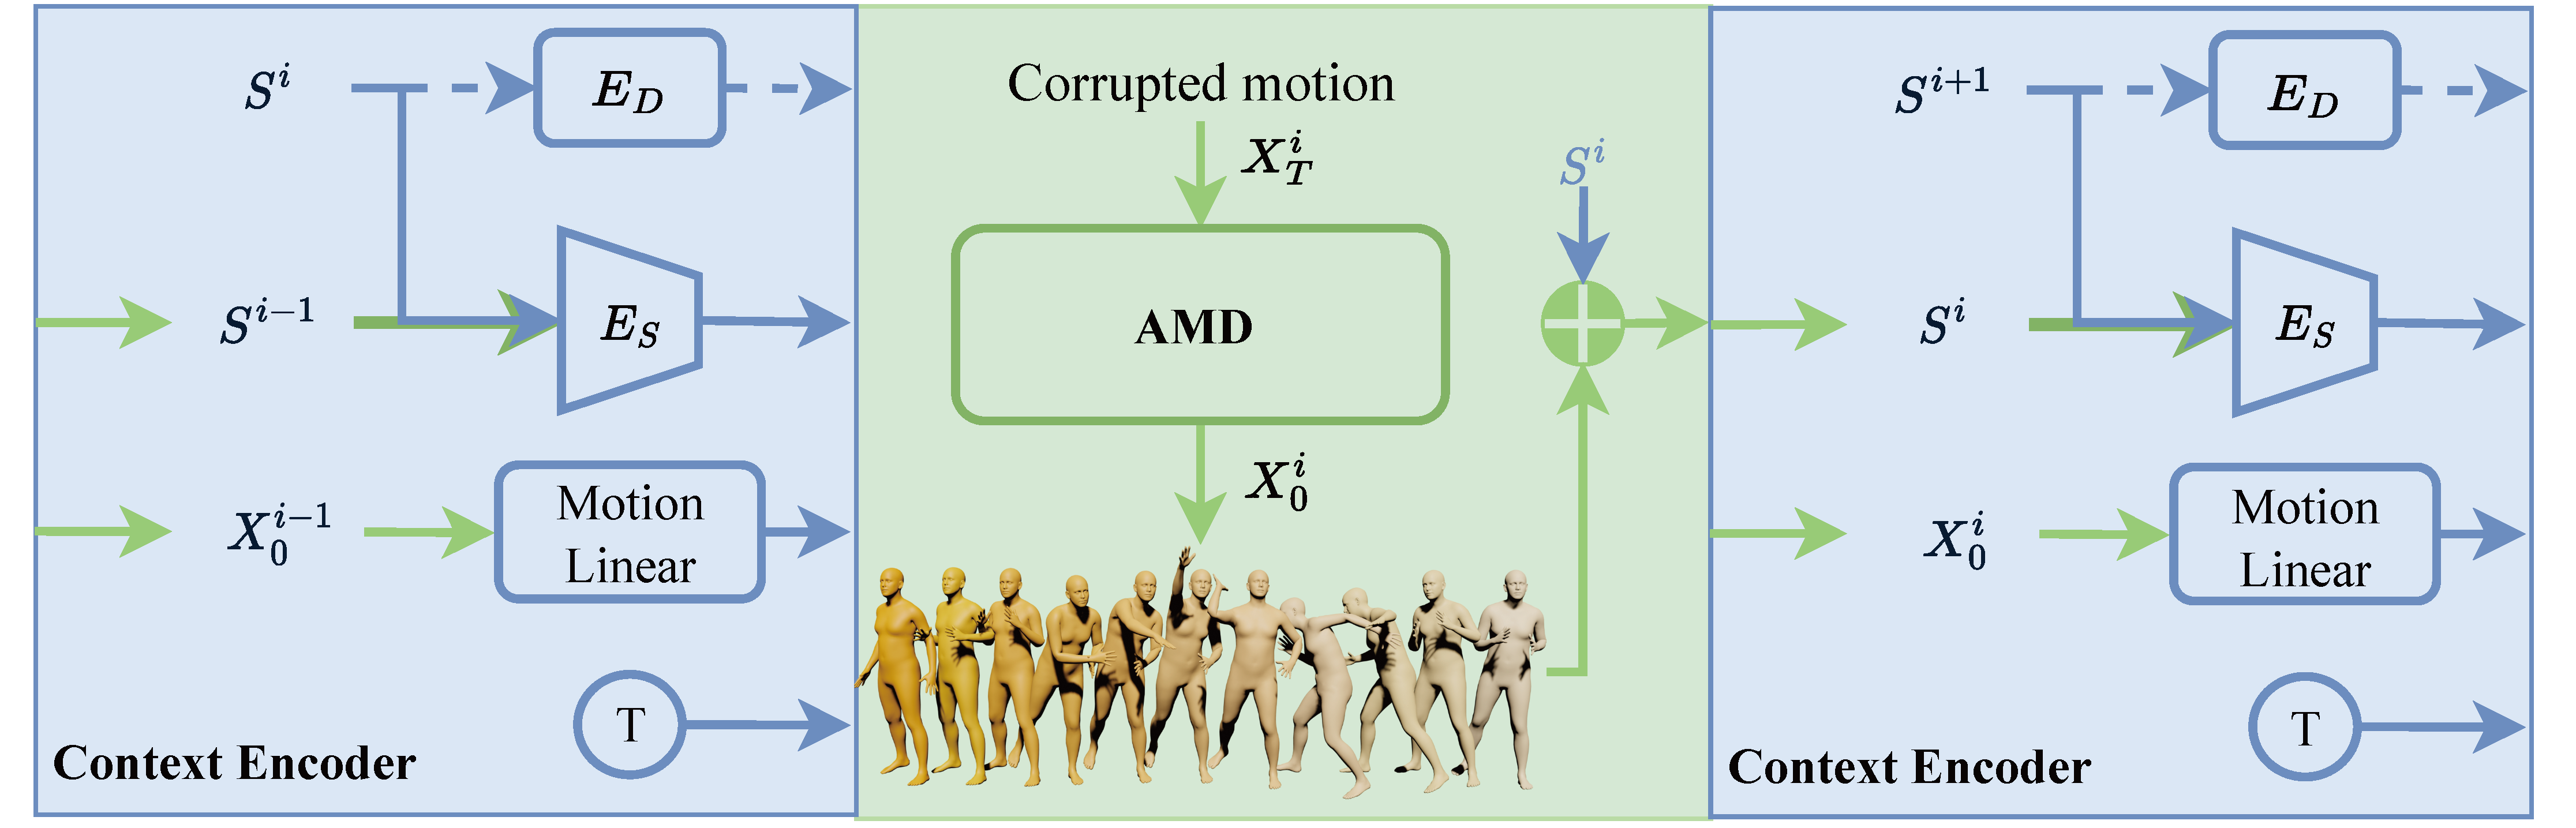 S^i
E_D
S^{i-1}
E_S
X_0^{i-1}
Motion
Linear
T
Context Encoder
Corrupted motion
X_T^i
S^i
AMD
X_0^i
S^{i+1}
E_D
S^i
E_S
X_0^i
Motion
Linear
T
Context Encoder